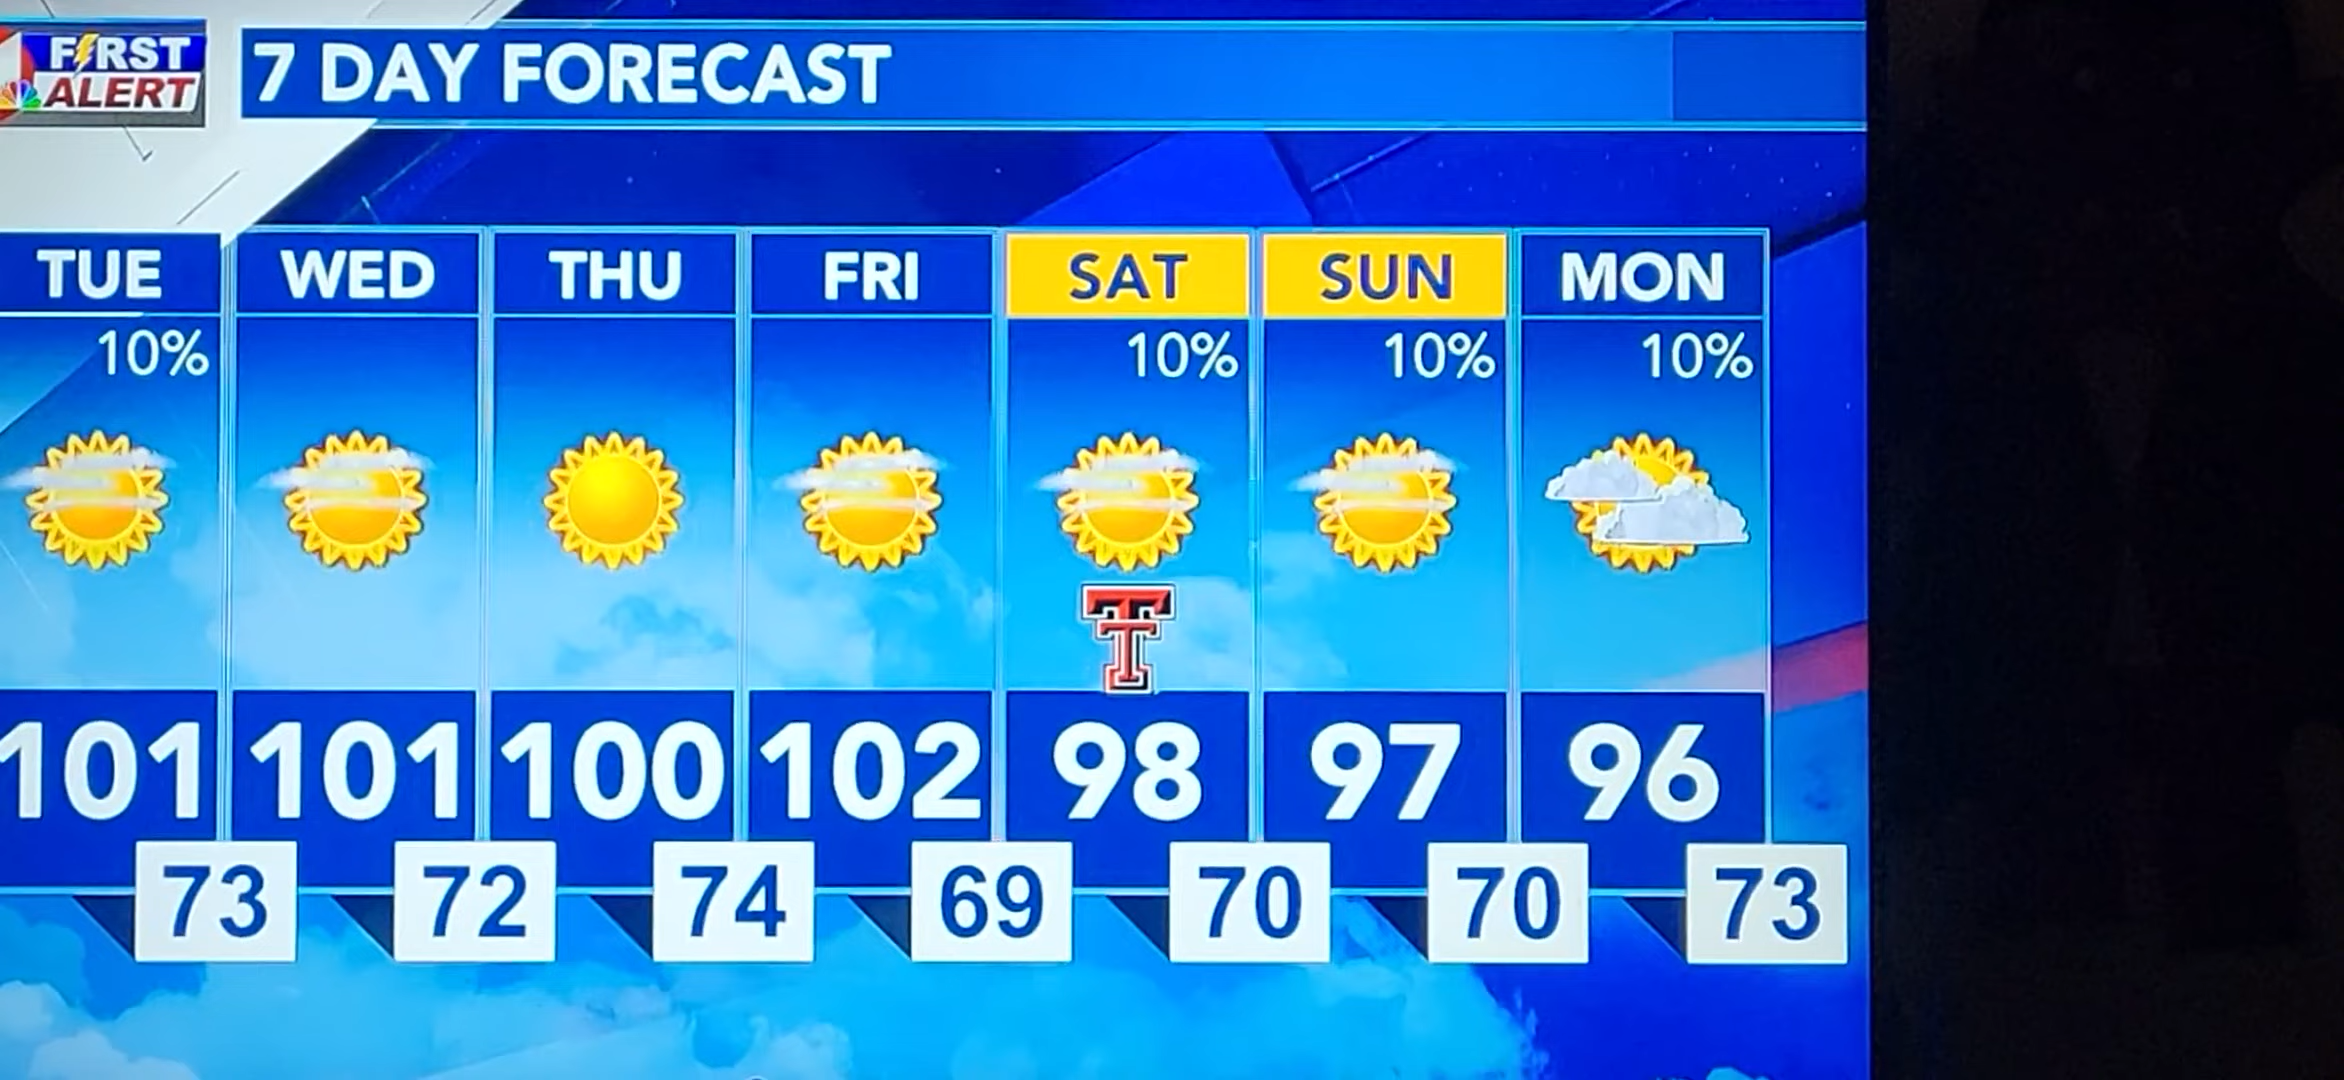 FIRST
ALERT
7 DAY FORECAST
TUE WED THU FRI SAT SUN MON
10% 10% 10% 10%
T
101 101 100 102 98 97 96
73 72 74 69 70 70 73